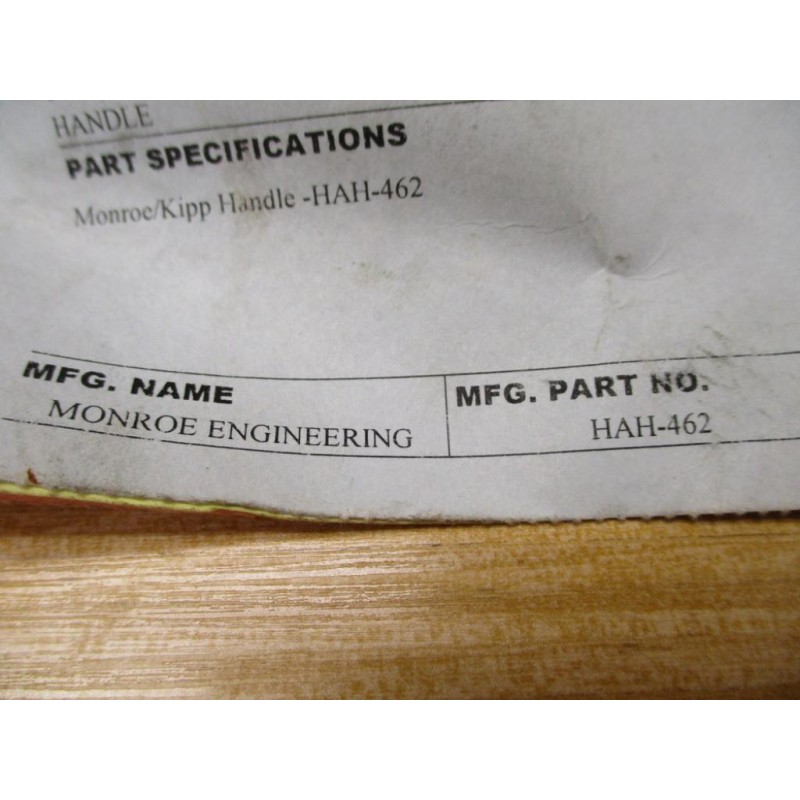 HANDLE
PART SPECIFICATIONS
Monroe/Kipp Handle -HAH-462
MFG. NAME
MONROE ENGINEERING
MFG. PART NO.
HAH-462